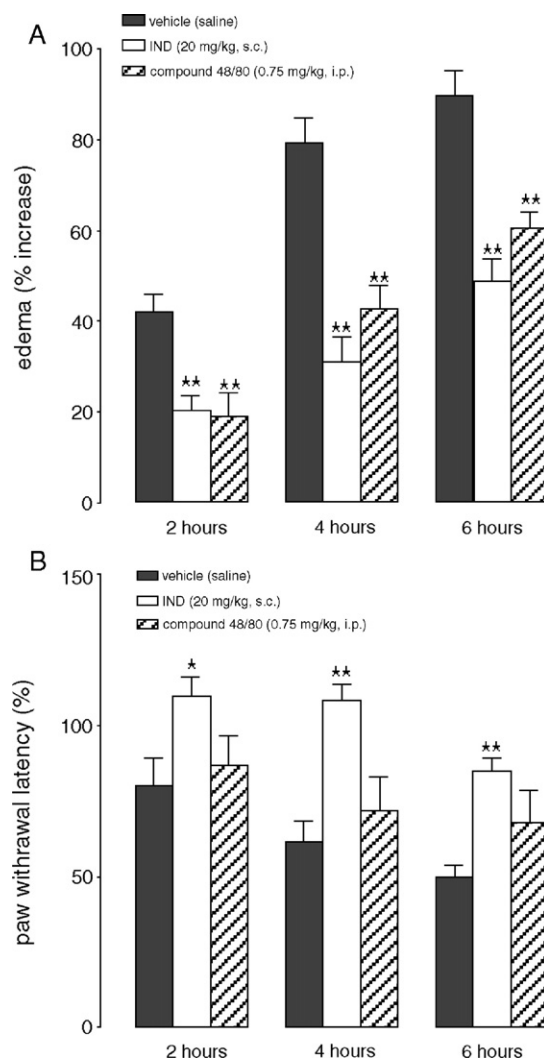 A
vehicle (saline)
IND (20 mg/kg, s.c.)
compound 48/80 (0.75 mg/kg, i.p.)
100
80
60
40
20
0
edema (% increase)
★★
★★
★★
★★
★★
★★
2 hours
4 hours
6 hours
B
vehicle (saline)
IND (20 mg/kg, s.c.)
compound 48/80 (0.75 mg/kg, i.p.)
150
100
50
0
paw withrawal latency (%)
★
★★
★★
2 hours
4 hours
6 hours